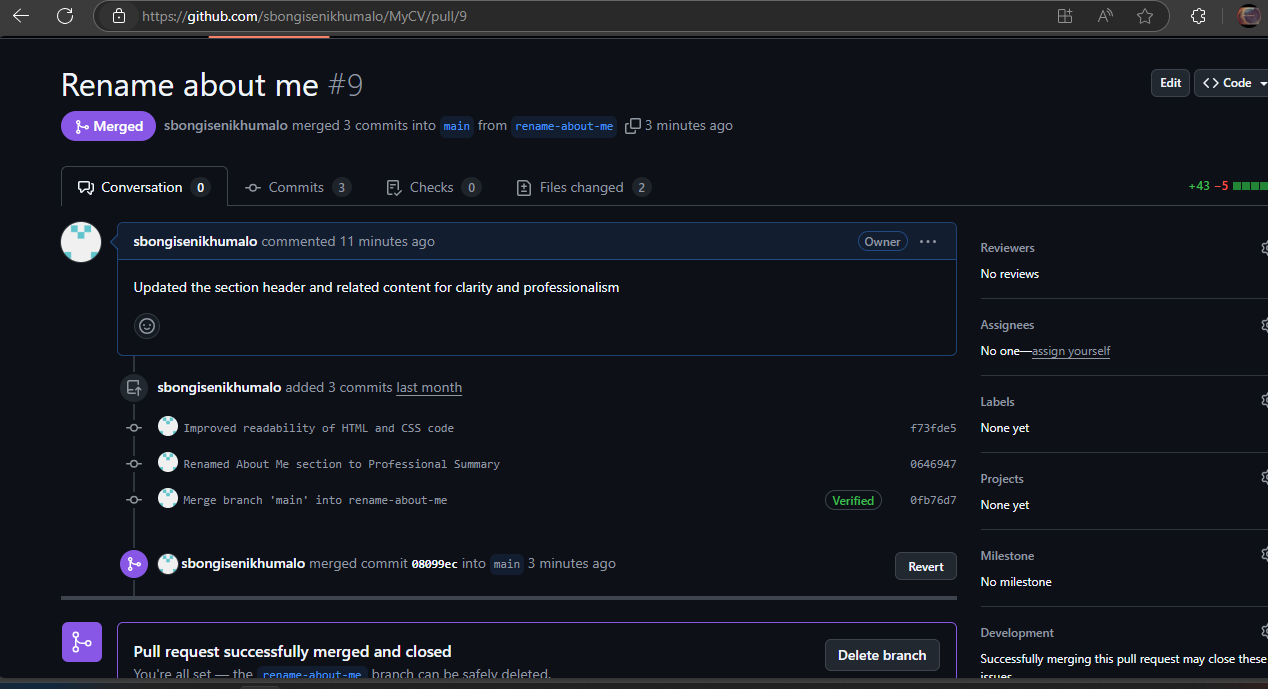 https://github.com/sbongisenikhumalo/MyCV/pull/9
Rename about me #9
Edit
<> Code
Merged
sbongisenikhumalo merged 3 commits into main from rename-about-me 3 minutes ago
Conversation 0
Commits 3
Checks 0
Files changed 2
+43 −5
sbongisenikhumalo commented 11 minutes ago
Owner
Updated the section header and related content for clarity and professionalism
sbongisenikhumalo added 3 commits last month
Improved readability of HTML and CSS code
f73fde5
Renamed About Me section to Professional Summary
0646947
Merge branch 'main' into rename-about-me
Verified
0fb76d7
sbongisenikhumalo merged commit 08099ec into main 3 minutes ago
Revert
Pull request successfully merged and closed
You're all set — the rename-about-me branch can be safely deleted.
Delete branch
Reviewers
No reviews
Assignees
No one—assign yourself
Labels
None yet
Projects
None yet
Milestone
No milestone
Development
Successfully merging this pull request may close these
issues.